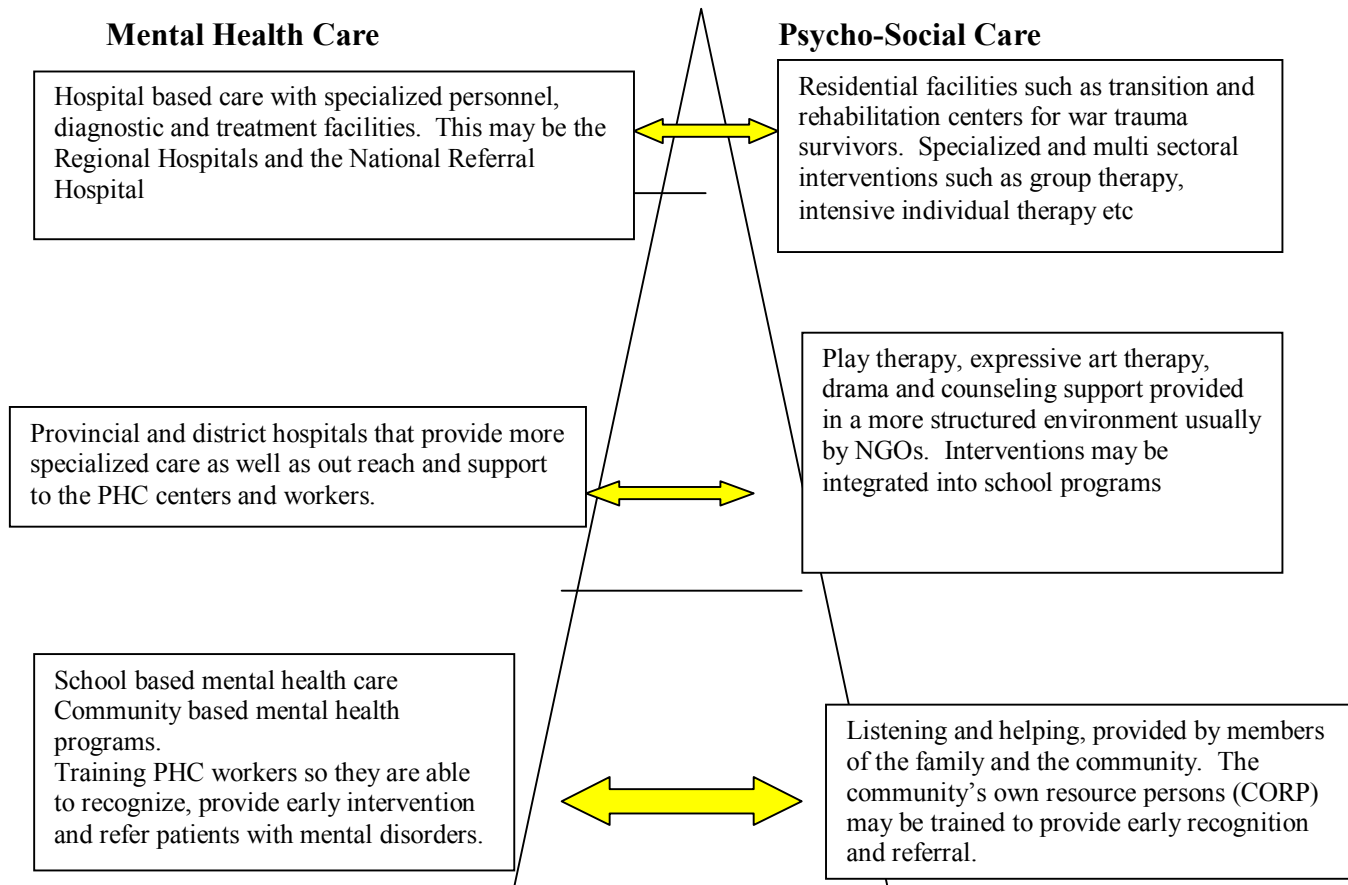 Mental Health Care
Psycho-Social Care
Hospital based care with specialized personnel,
diagnostic and treatment facilities.  This may be the
Regional Hospitals and the National Referral
Hospital
Residential facilities such as transition and
rehabilitation centers for war trauma
survivors.  Specialized and multi sectoral
interventions such as group therapy,
intensive individual therapy etc
Provincial and district hospitals that provide more
specialized care as well as out reach and support
to the PHC centers and workers.
Play therapy, expressive art therapy,
drama and counseling support provided
in a more structured environment usually
by NGOs.  Interventions may be
integrated into school programs
School based mental health care
Community based mental health
programs.
Training PHC workers so they are able
to recognize, provide early intervention
and refer patients with mental disorders.
Listening and helping, provided by members
of the family and the community.  The
community’s own resource persons (CORP)
may be trained to provide early recognition
and referral.